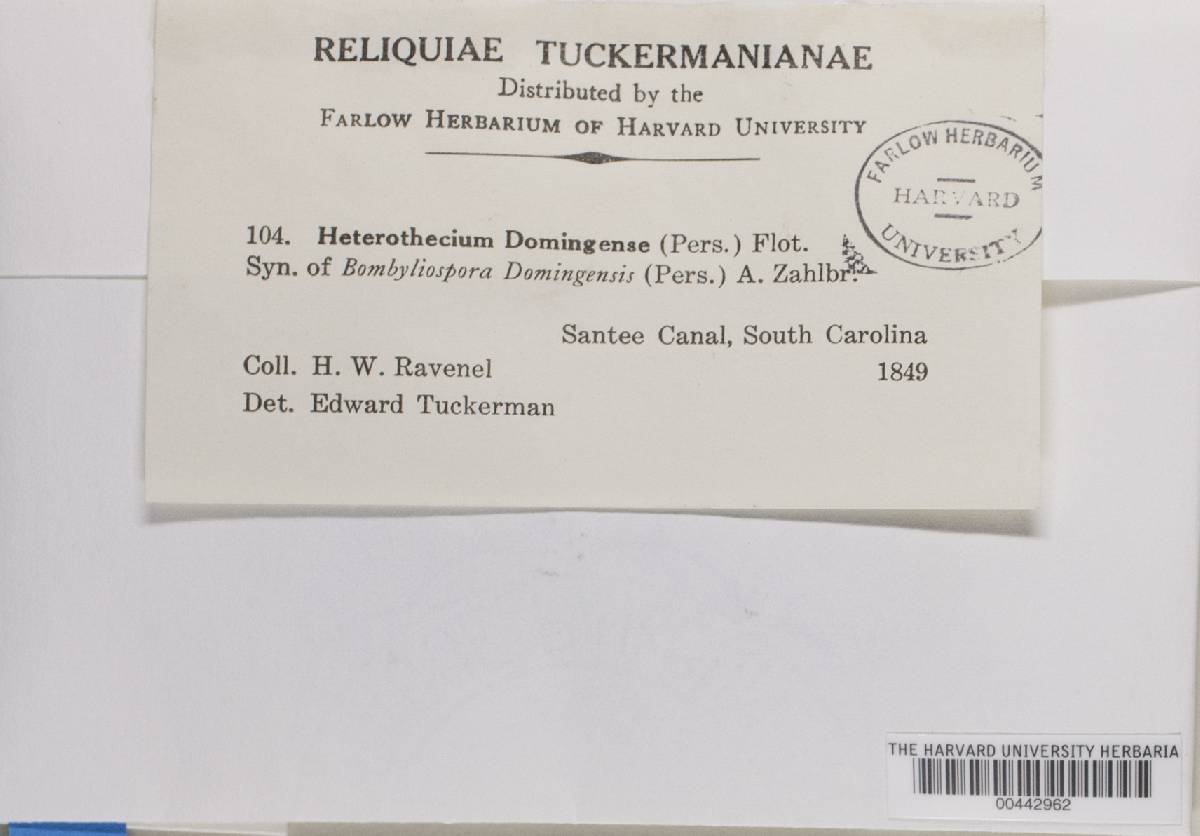 RELIQUIAE TUCKERMANIANAE
Distributed by the
FARLOW HERBARIUM OF HARVARD UNIVERSITY
FARLOW HERBARIUM
HARVARD
UNIVERSITY
104. Heterothecium Domingense (Pers.) Flot.
Syn. of Bombyliospora Domingensis (Pers.) A. Zahlbr.
Santee Canal, South Carolina
Coll. H. W. Ravenel 1849
Det. Edward Tuckerman
THE HARVARD UNIVERSITY HERBARIA
00442962